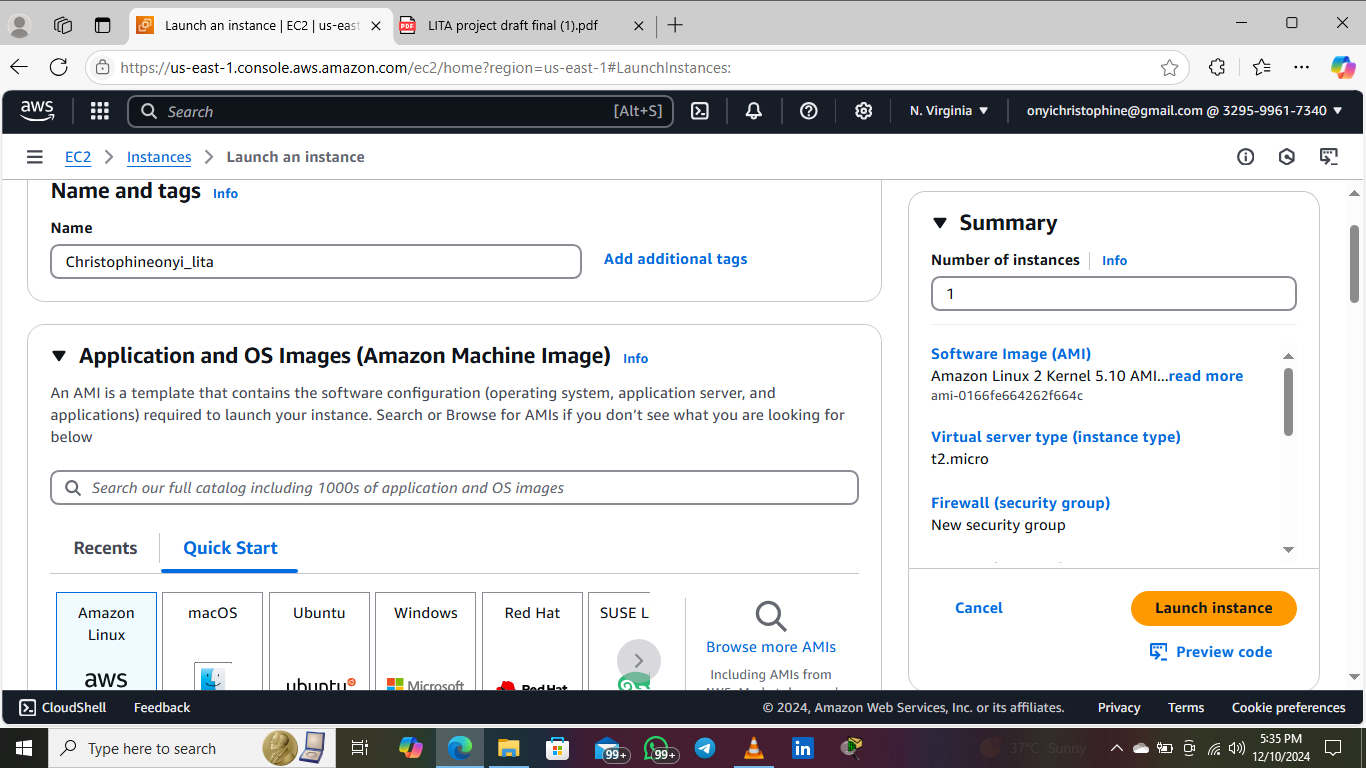 Launch an instance | EC2 | us-east
LITA project draft final (1).pdf
https://us-east-1.console.aws.amazon.com/ec2/home?region=us-east-1#LaunchInstances:
aws
Search
[Alt+S]
N. Virginia
onyichristophine@gmail.com @ 3295-9961-7340
EC2
Instances
Launch an instance
Name and tags Info
Name
Christophineonyi_lita
Add additional tags
Application and OS Images (Amazon Machine Image) Info
An AMI is a template that contains the software configuration (operating system, application server, and
applications) required to launch your instance. Search or Browse for AMIs if you don’t see what you are looking for
below
Search our full catalog including 1000s of application and OS images
Recents
Quick Start
Amazon
Linux
aws
macOS
Ubuntu
ubuntu
Windows
Microsoft
Red Hat
Red Hat
SUSE L
Browse more AMIs
Including AMIs from
Summary
Number of instances
Info
1
Software Image (AMI)
Amazon Linux 2 Kernel 5.10 AMI...read more
ami-0166fe664262f664c
Virtual server type (instance type)
t2.micro
Firewall (security group)
New security group
Cancel
Launch instance
Preview code
CloudShell
Feedback
© 2024, Amazon Web Services, Inc. or its affiliates.
Privacy
Terms
Cookie preferences
Type here to search
99+
99+
37°C Sunny
5:35 PM
12/10/2024